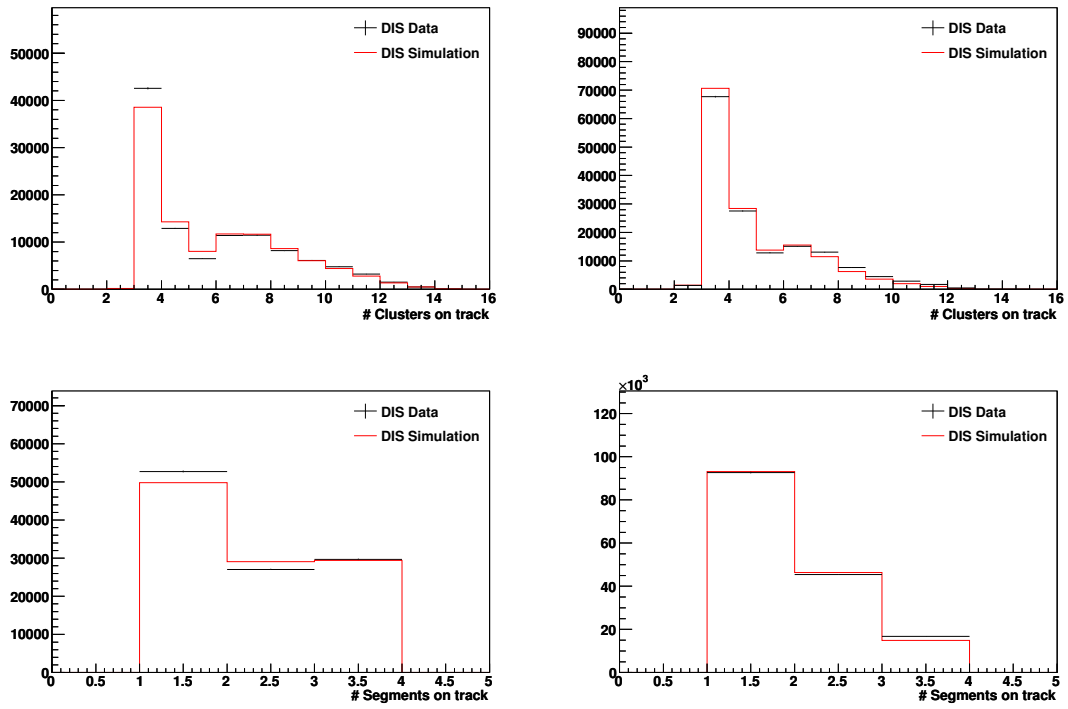 DIS Data
DIS Simulation
50000
40000
30000
20000
10000
0
0 2 4 6 8 10 12 14 16
# Clusters on track
DIS Data
DIS Simulation
90000
80000
70000
60000
50000
40000
30000
20000
10000
0
0 2 4 6 8 10 12 14 16
# Clusters on track
DIS Data
DIS Simulation
70000
60000
50000
40000
30000
20000
10000
0
0 0.5 1 1.5 2 2.5 3 3.5 4 4.5 5
# Segments on track
×10³
DIS Data
DIS Simulation
120
100
80
60
40
20
0
0 0.5 1 1.5 2 2.5 3 3.5 4 4.5 5
# Segments on track